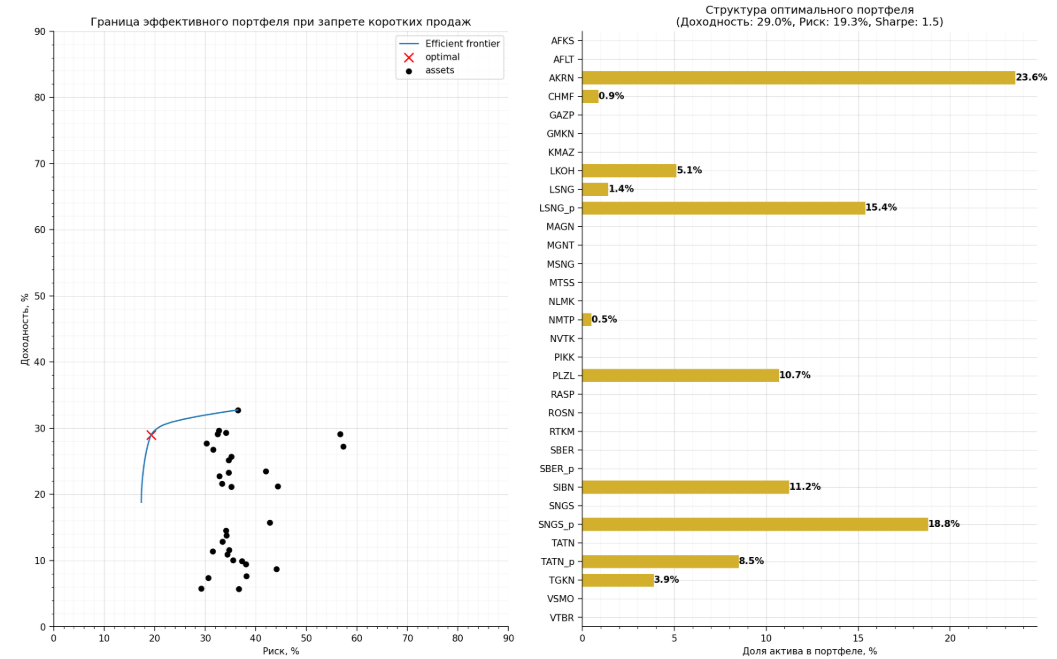 Граница эффективного портфеля при запрете коротких продаж
Efficient frontier
optimal
assets
90
80
70
60
50
40
30
20
10
0
Доходность, %
0 10 20 30 40 50 60 70 80 90
Риск, %
Структура оптимального портфеля
(Доходность: 29.0%, Риск: 19.3%, Sharpe: 1.5)
AFKS
AFLT
AKRN 23.6%
CHMF 0.9%
GAZP
GMKN
KMAZ
LKOH 5.1%
LSNG 1.4%
LSNG_p 15.4%
MAGN
MGNT
MSNG
MTSS
NLMK
NMTP 0.5%
NVTK
PIKK
PLZL 10.7%
RASP
ROSN
RTKM
SBER
SBER_p
SIBN 11.2%
SNGS
SNGS_p 18.8%
TATN
TATN_p 8.5%
TGKN 3.9%
VSMO
VTBR
0 5 10 15 20
Доля актива в портфеле, %